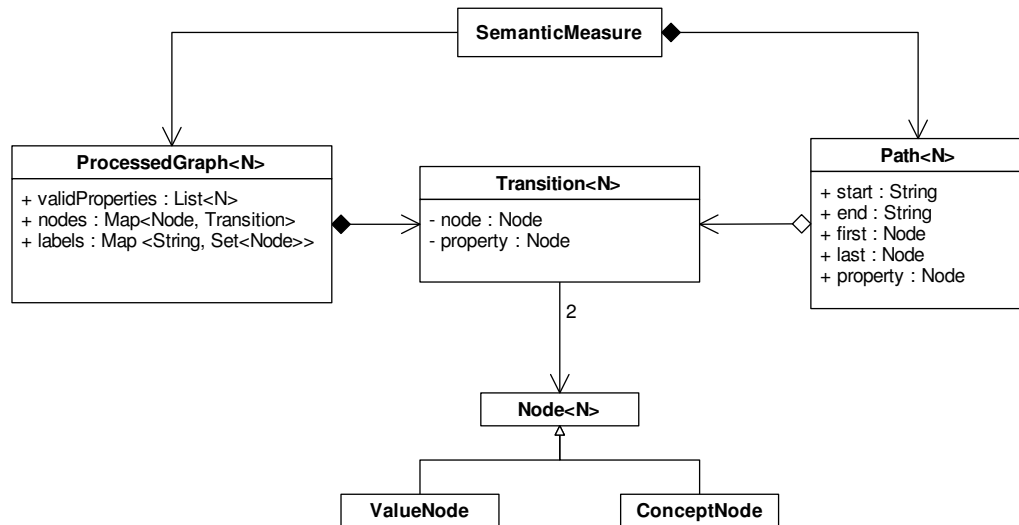 SemanticMeasure
ProcessedGraph<N>
+ validProperties : List<N>
+ nodes : Map<Node, Transition>
+ labels : Map <String, Set<Node>>
Transition<N>
- node : Node
- property : Node
Path<N>
+ start : String
+ end : String
+ first : Node
+ last : Node
+ property : Node
2
Node<N>
ValueNode
ConceptNode